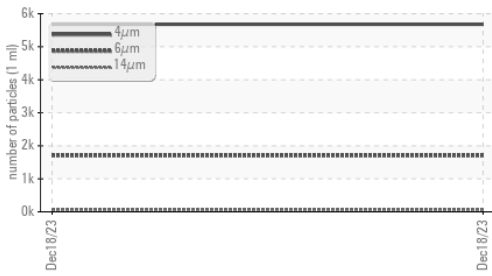 6k
5k
4k
3k
2k
1k
0k
number of particles (1 ml)
4μm
6μm
14μm
Dec18/23
Dec18/23